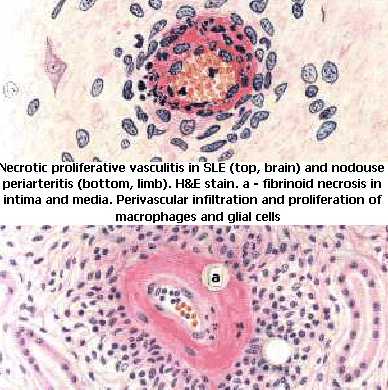 Necrotic proliferative vasculitis in SLE (top, brain) and nodouse
periarteritis (bottom, limb). H&E stain. a - fibrinoid necrosis in
intima and media. Perivascular infiltration and proliferation of
macrophages and glial cells
a